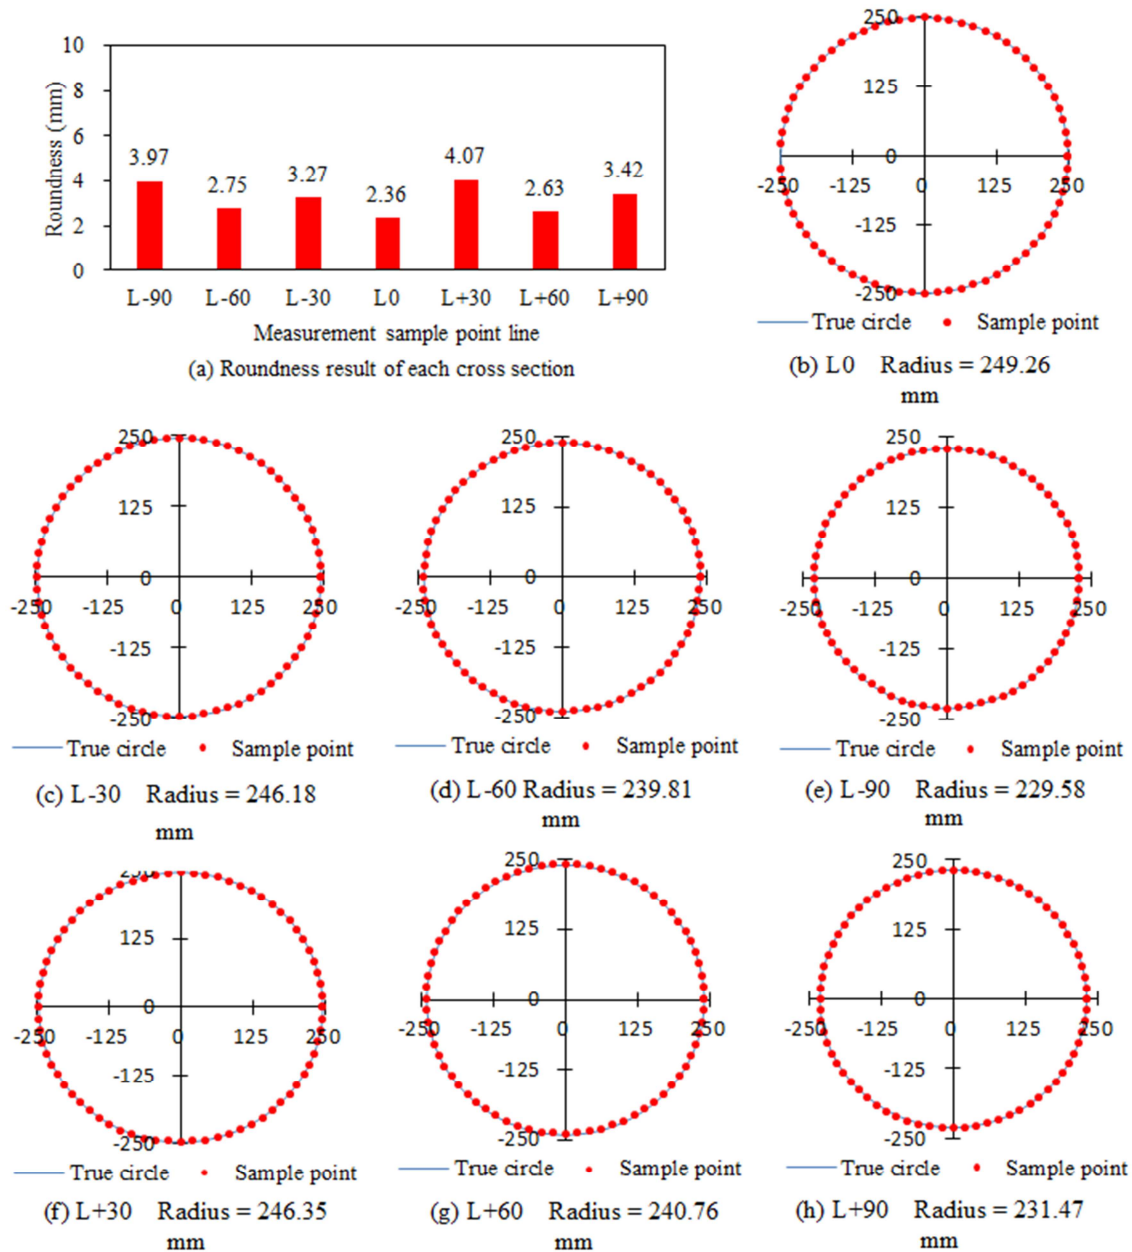 10
8
6
4
2
0
Roundness (mm)
3.97
2.75
3.27
2.36
4.07
2.63
3.42
L-90 L-60 L-30 L0 L+30 L+60 L+90
Measurement sample point line
(a) Roundness result of each cross section
250
125
0
-250 -125 0 125 250
-125
-250
True circle Sample point
(b) L0 Radius = 249.26
mm
250
125
0
-250 -125 0 125 250
-125
-250
True circle Sample point
(c) L-30 Radius = 246.18
mm
250
125
0
-250 -125 0 125 250
-125
-250
True circle Sample point
(d) L-60 Radius = 239.81
mm
250
125
0
-250 -125 0 125 250
-125
-250
True circle Sample point
(e) L-90 Radius = 229.58
mm
250
125
0
-250 -125 0 125 250
-125
-250
True circle Sample point
(f) L+30 Radius = 246.35
mm
250
125
0
-250 -125 0 125 250
-125
-250
True circle Sample point
(g) L+60 Radius = 240.76
mm
250
125
0
-250 -125 0 125 250
-125
-250
True circle Sample point
(h) L+90 Radius = 231.47
mm